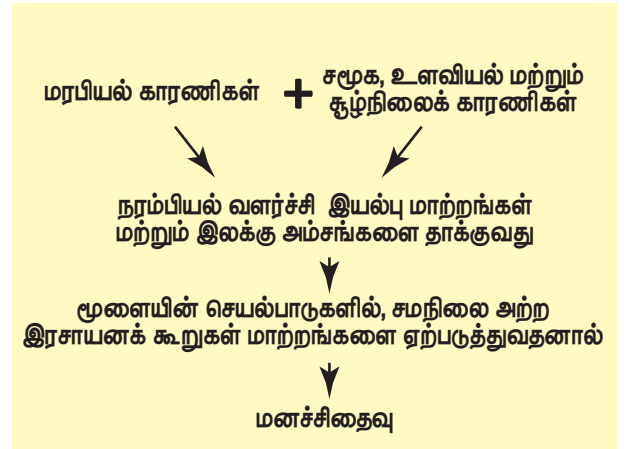 மரபியல் காரணிகள் + சமூக, உளவியல் மற்றும்
சூழ்நிலைக் காரணிகள்
நரம்பியல் வளர்ச்சி இயல்பு மாற்றங்கள்
மற்றும் இலக்கு அம்சங்களை தாக்குவது
மூளையின் செயல்பாடுகளில், சமநிலை அற்ற
இரசாயனக் கூறுகள் மாற்றங்களை ஏற்படுத்துவதனால்
மனச்சிதைவு